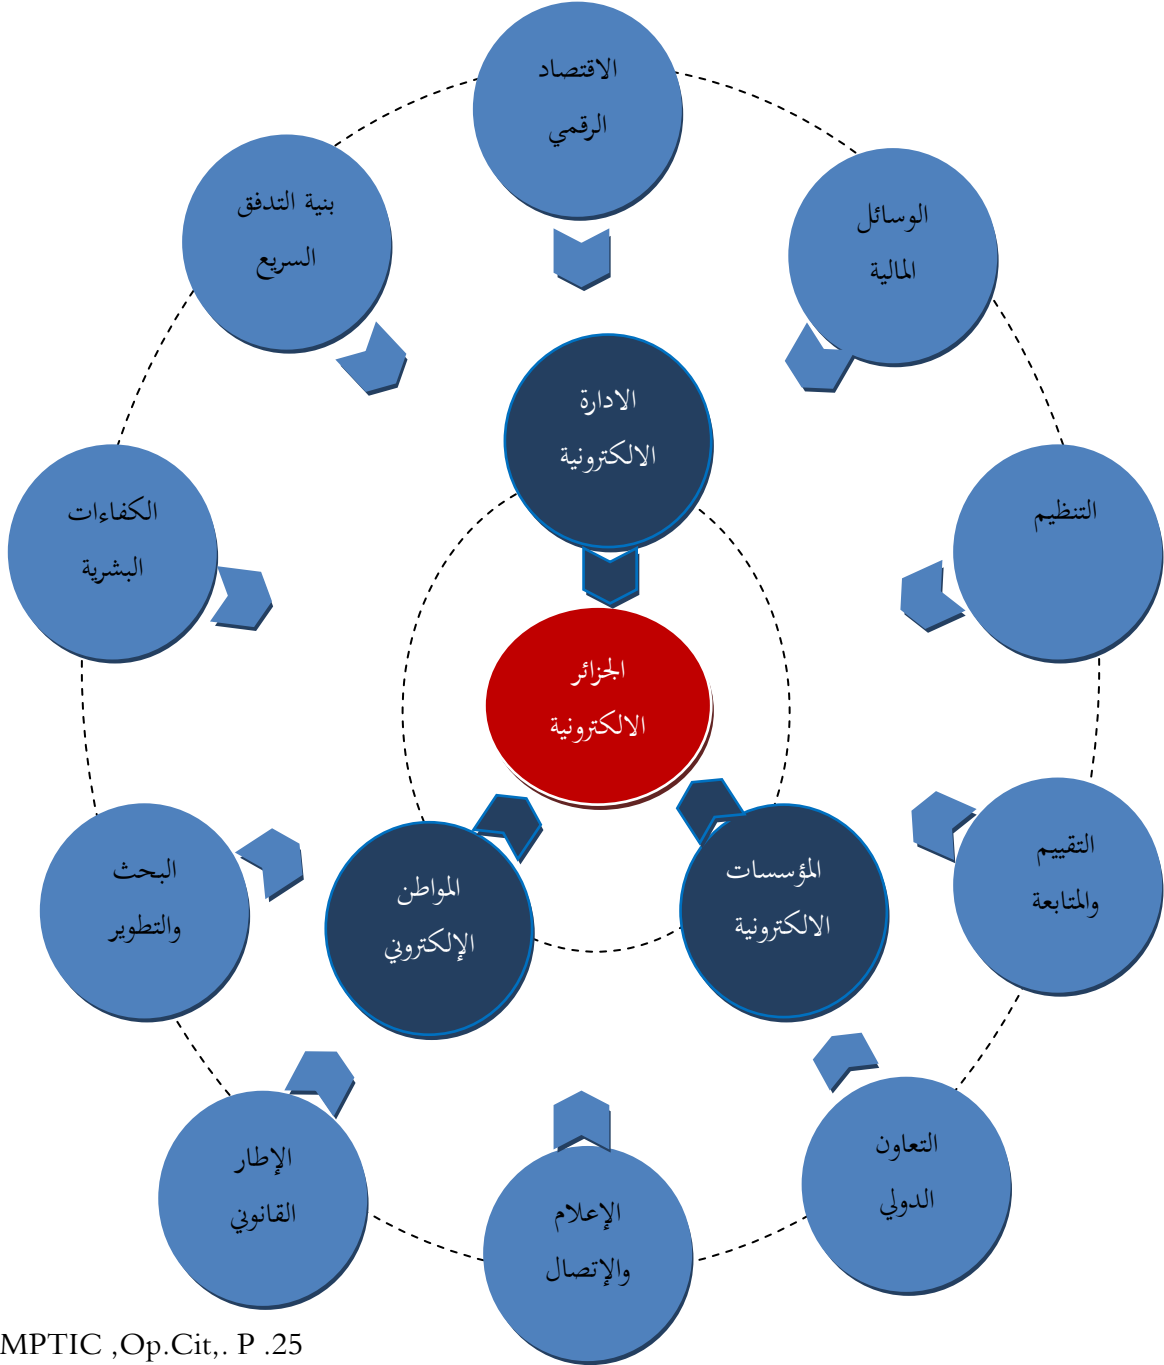 الاقتصاد
الرقمي
الوسائل
المالية
بنية التدفق
السريع
الادارة
الالكترونية
التنظيم
الكفاءات
البشرية
الجزائر
الالكترونية
التقييم
والمتابعة
المؤسسات
الالكترونية
المواطن
الإلكتروني
البحث
والتطوير
التعاون
الدولي
الإطار
القانوني
الإعلام
والإتصال
MPTIC ,Op.Cit,. P .25